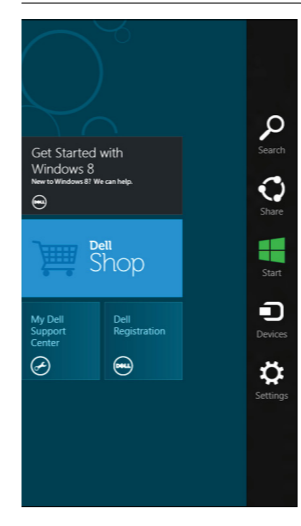 Get Started with
Windows 8
New to Windows 8? We can help.
DELL
Dell
Shop
My Dell
Support
Center
Dell
Registration
DELL
Search
Share
Start
Devices
Settings